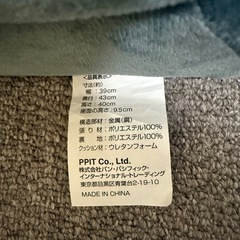 <品質表示>
寸法(約)
幅:39cm
奥行:43cm
高さ:40cm
座面の高さ:9.5cm
構造部材:金属(鋼)
張り材:ポリエステル100%
裏地:ポリエステル100%
クッション材:ウレタンフォーム
PPIT Co., Ltd.
株式会社パン・パシフィック・
インターナショナル・トレーディング
東京都目黒区青葉台2-19-10